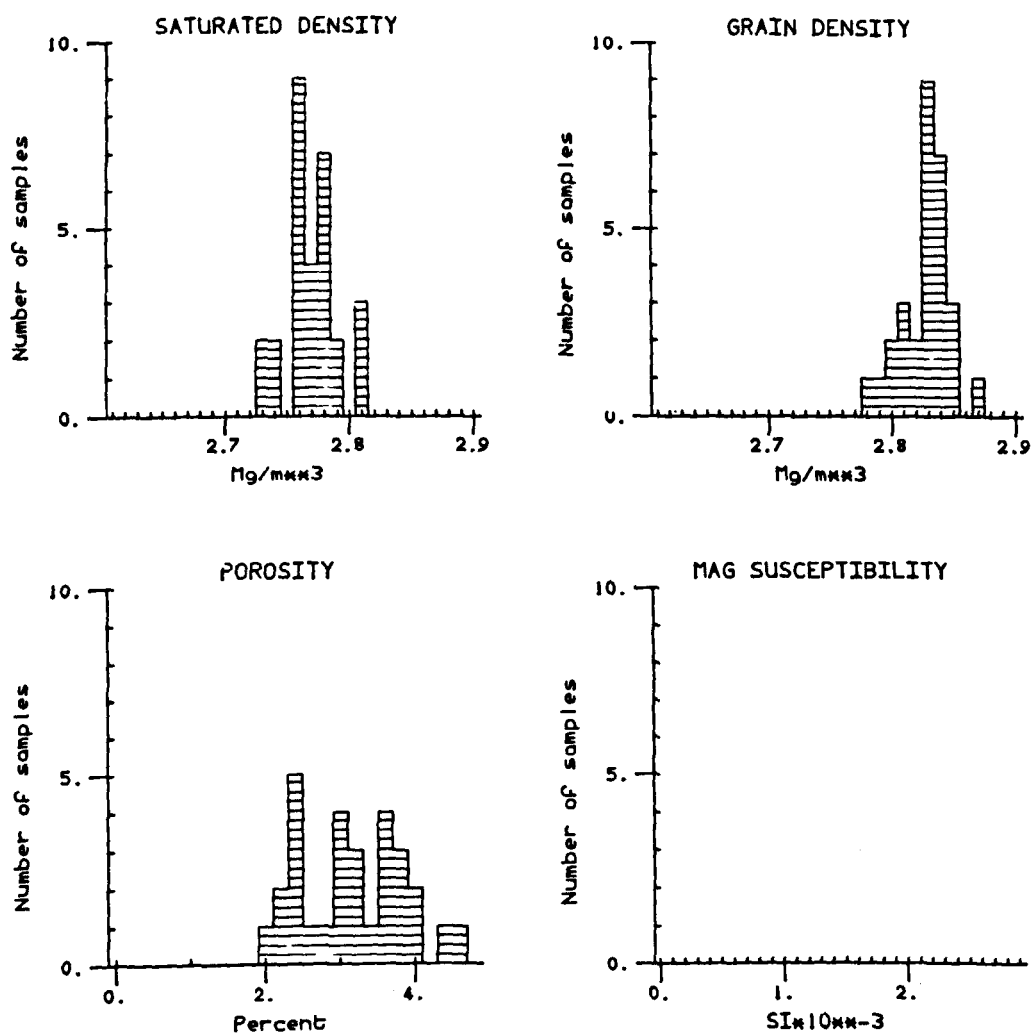 SATURATED DENSITY
10.
5.
0.
Number of samples
2.7
2.8
2.9
Mg/m**3
GRAIN DENSITY
10.
5.
0.
Number of samples
2.7
2.8
2.9
Mg/m**3
POROSITY
10.
5.
0.
Number of samples
0.
2.
4.
Percent
MAG SUSCEPTIBILITY
10.
5.
0.
Number of samples
0.
1.
2.
SI*10**-3